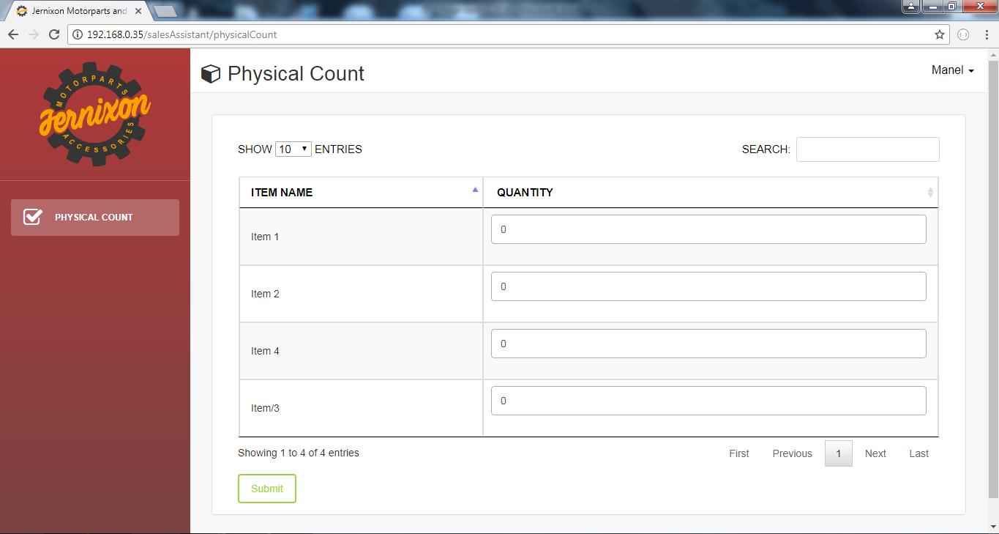 Jernixon Motorparts and
192.168.0.35/salesAssistant/physicalCount
MOTORPARTS
Jernixon
ACCESSORIES
Physical Count
Manel
PHYSICAL COUNT
SHOW 10 ENTRIES
SEARCH:
ITEM NAME QUANTITY
Item 1 0
Item 2 0
Item 4 0
Item/3 0
Showing 1 to 4 of 4 entries
First Previous 1 Next Last
Submit